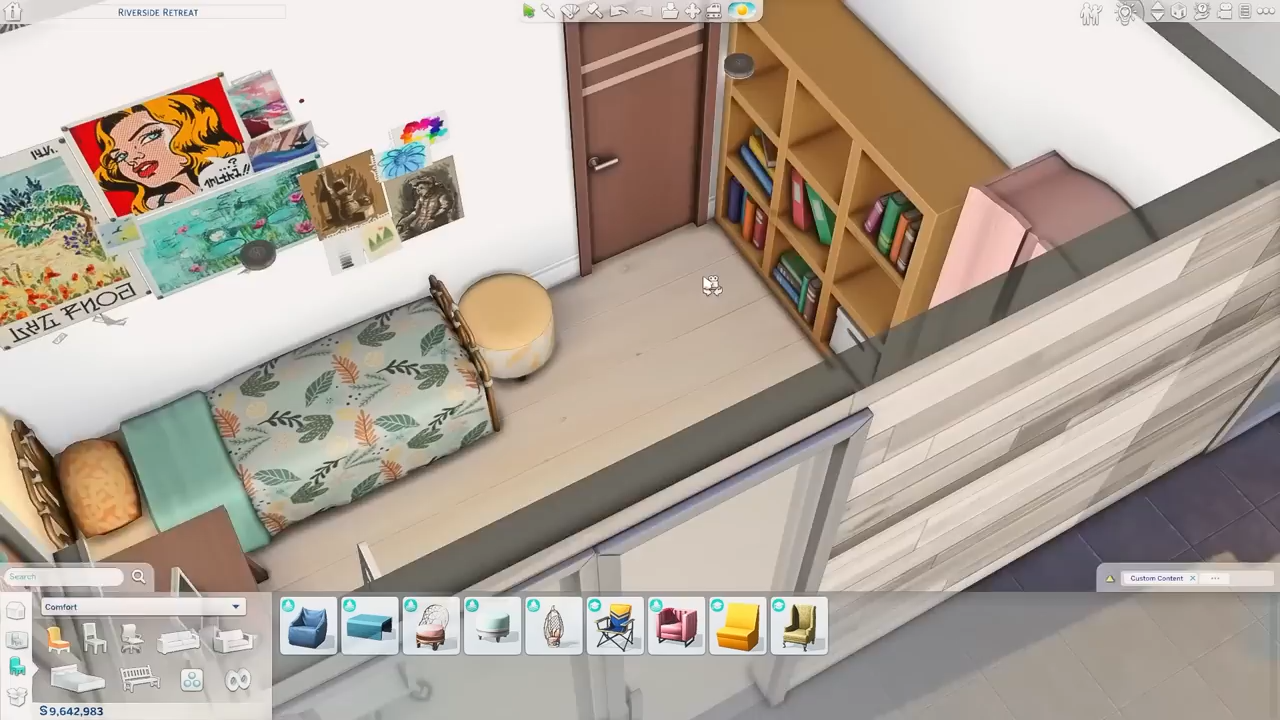 RIVERSIDE RETREAT
Search
Comfort
Custom Content
§9,642,983